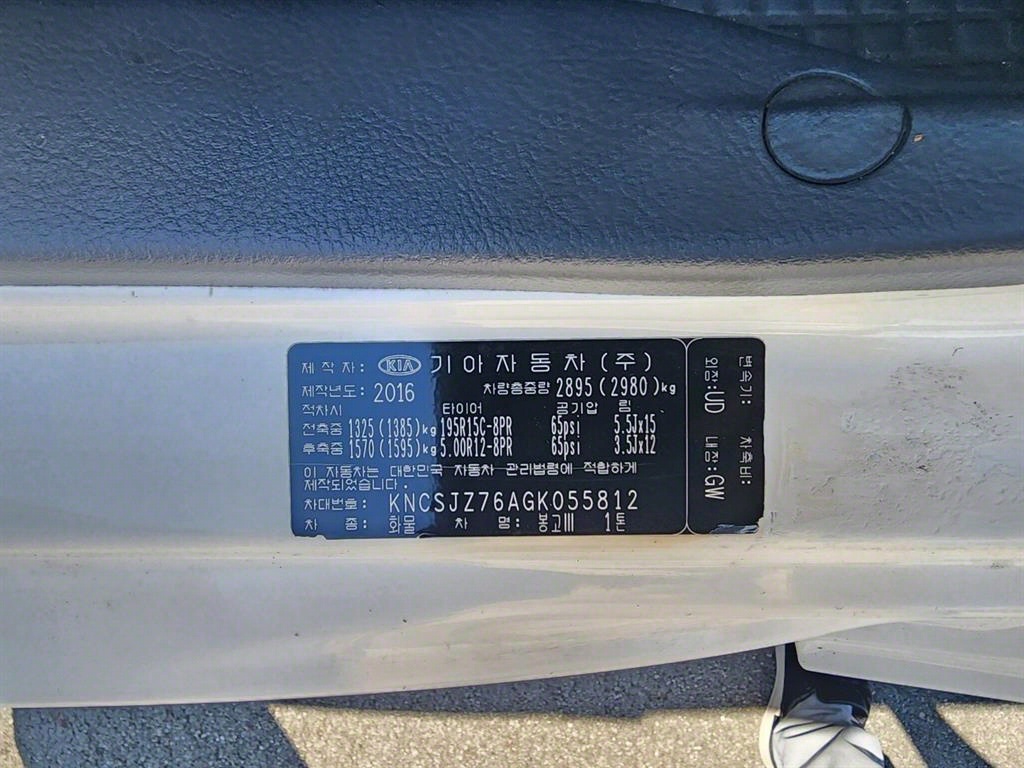 제 작 자: KIA 기아자동차(주)
제작년도: 2016 차량총중량 2895(2980)kg
적차시 타이어 공기압 림
전축중 1325(1385)kg 195R15C-8PR 65psi 5.5Jx15
후축중 1570(1595)kg 5.00R12-8PR 65psi 3.5Jx12
이 자동차는 대한민국 자동차 관리법령에 적합하게
제작되었습니다.
차대번호: KNCSJZ76AGK055812
차 종: 화물 차 명: 봉고III 1톤
변속기: 차축비:
외장:UD 내장:GW